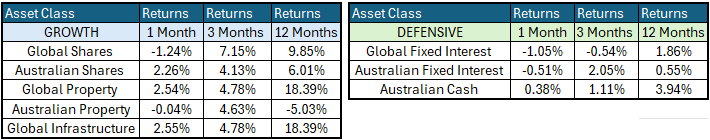 Asset Class Returns Returns Returns
GROWTH 1 Month 3 Months 12 Months
Global Shares -1.24% 7.15% 9.85%
Australian Shares 2.26% 4.13% 6.01%
Global Property 2.54% 4.78% 18.39%
Australian Property -0.04% 4.63% -5.03%
Global Infrastructure 2.55% 4.78% 18.39%
Asset Class Returns Returns Returns
DEFENSIVE 1 Month 3 Months 12 Months
Global Fixed Interest -1.05% -0.54% 1.86%
Australian Fixed Interest -0.51% 2.05% 0.55%
Australian Cash 0.38% 1.11% 3.94%